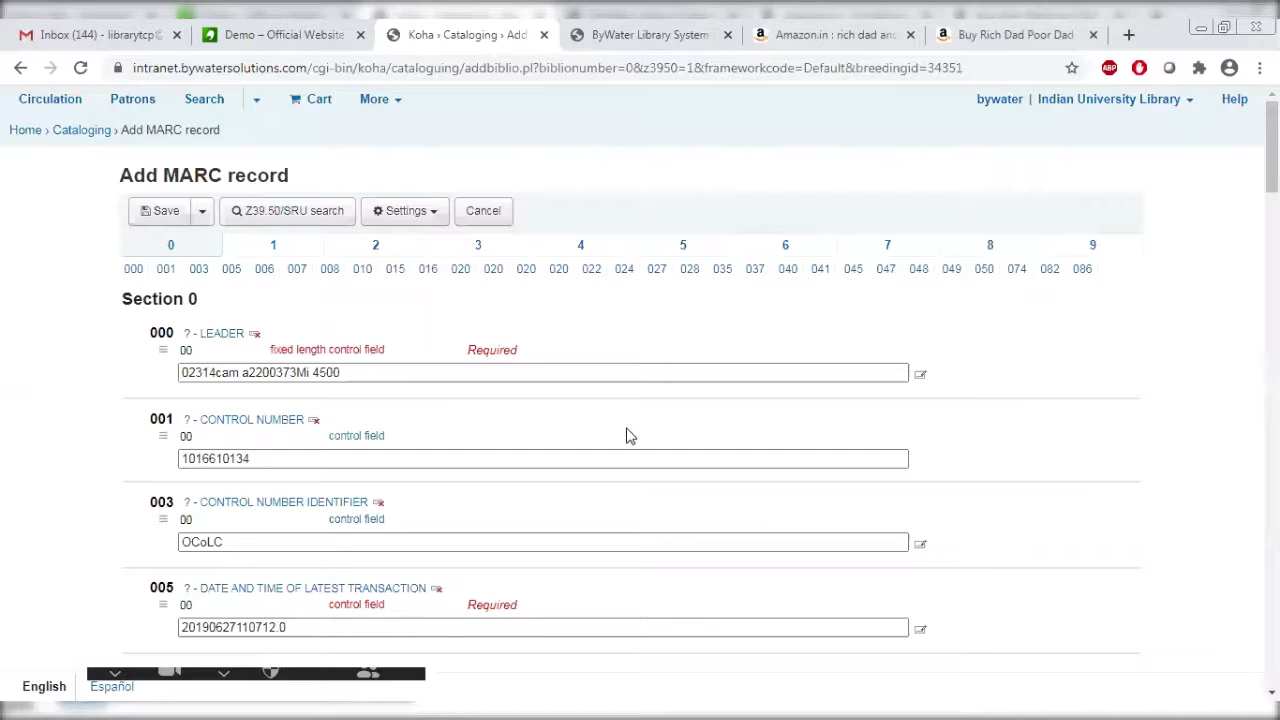 Inbox (144) - librarytcp@
Demo – Official Website
Koha › Cataloging › Add
ByWater Library System
Amazon.in : rich dad and
Buy Rich Dad Poor Dad
intranet.bywatersolutions.com/cgi-bin/koha/cataloguing/addbiblio.pl?biblionumber=0&z3950=1&frameworkcode=Default&breedingid=34351
ABP
Circulation Patrons Search Cart More bywater | Indian University Library Help
Home › Cataloging › Add MARC record
Add MARC record
Save Z39.50/SRU search Settings Cancel
0 1 2 3 4 5 6 7 8 9
000 001 003 005 006 007 008 010 015 016 020 020 020 020 022 024 027 028 035 037 040 041 045 047 048 049 050 074 082 086
Section 0
000 ? - LEADER
00 fixed length control field Required
02314cam a2200373Mi 4500
001 ? - CONTROL NUMBER
00 control field
1016610134
003 ? - CONTROL NUMBER IDENTIFIER
00 control field
OCoLC
005 ? - DATE AND TIME OF LATEST TRANSACTION
00 control field Required
20190627110712.0
English Español